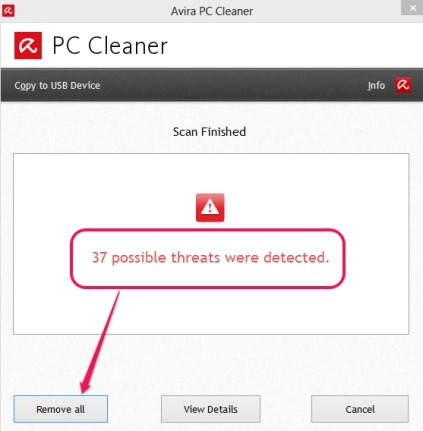 Avira PC Cleaner
PC Cleaner
Copy to USB Device
Info
Scan Finished
37 possible threats were detected.
Remove all
View Details
Cancel